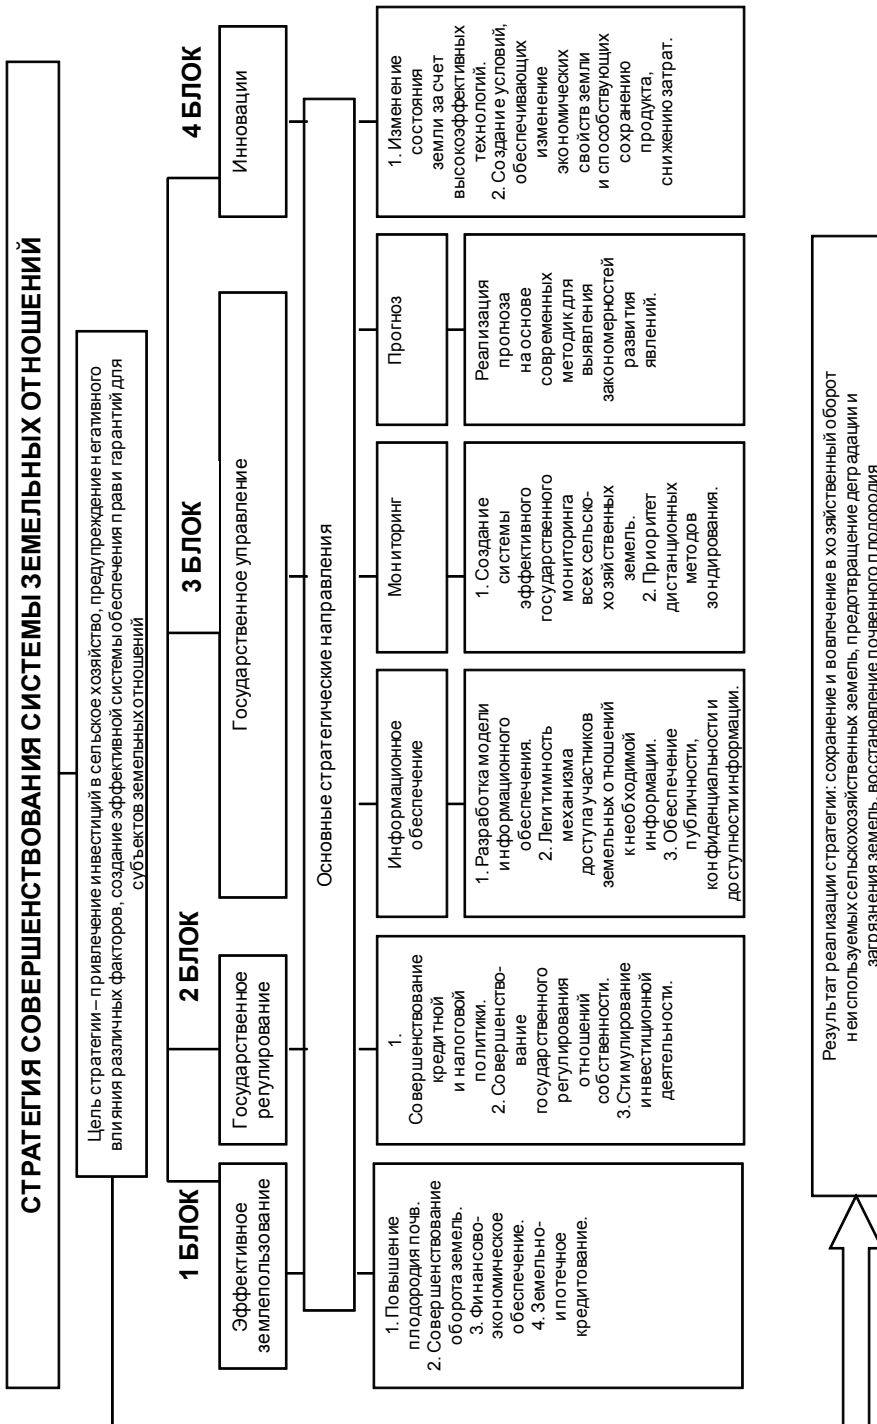 СТРАТЕГИЯ СОВЕРШЕНСТВОВАНИЯ СИСТЕМЫ ЗЕМЕЛЬНЫХ ОТНОШЕНИЙ
Цель стратегии – привлечение инвестиций в сельское хозяйство, предупреждение негативного
влияния различных факторов, создание эффективной системы обеспечения прав и гарантий для
субъектов земельных отношений
1 БЛОК
2 БЛОК
3 БЛОК
4 БЛОК
Эффективное
землепользование
Государственное
регулирование
Государственное управление
Инновации
Основные стратегические направления
1. Повышение
плодородия почв.
2. Совершенствование
оборота земель.
3. Финансово-
экономическое
обеспечение.
4. Земельно-
ипотечное
кредитование.
1.
Совершенствование
кредитной
и налоговой
политики.
2. Совершенство-
вание
государственного
регулирования
отношений
собственности.
3.Стимулирование
инвестиционной
деятельности.
Информационное
обеспечение
1. Разработка модели
информационного
обеспечения.
2. Легитимность
механизма
доступа участников
земельных отношений
к необходимой
информации.
3. Обеспечение
публичности,
конфиденциальности и
доступности информации.
Мониторинг
1. Создание
системы
эффективного
государственного
мониторинга
всех сельско-
хозяйственных
земель.
2. Приоритет
дистанционных
методов
зондирования.
Прогноз
Реализация
прогноза
на основе
современных
методик для
выявления
закономерностей
развития
явлений.
1. Изменение
состояния
земли за счет
высокоэффективных
технологий.
2. Создание условий,
обеспечивающих
изменение
экономических
свойств земли
и способствующих
сохранению
продукта,
снижению затрат.
Результат реализации стратегии: сохранение и вовлечение в хозяйственный оборот
неиспользуемых сельскохозяйственных земель, предотвращение деградации и
загрязнения земель, восстановление почвенного плодородия